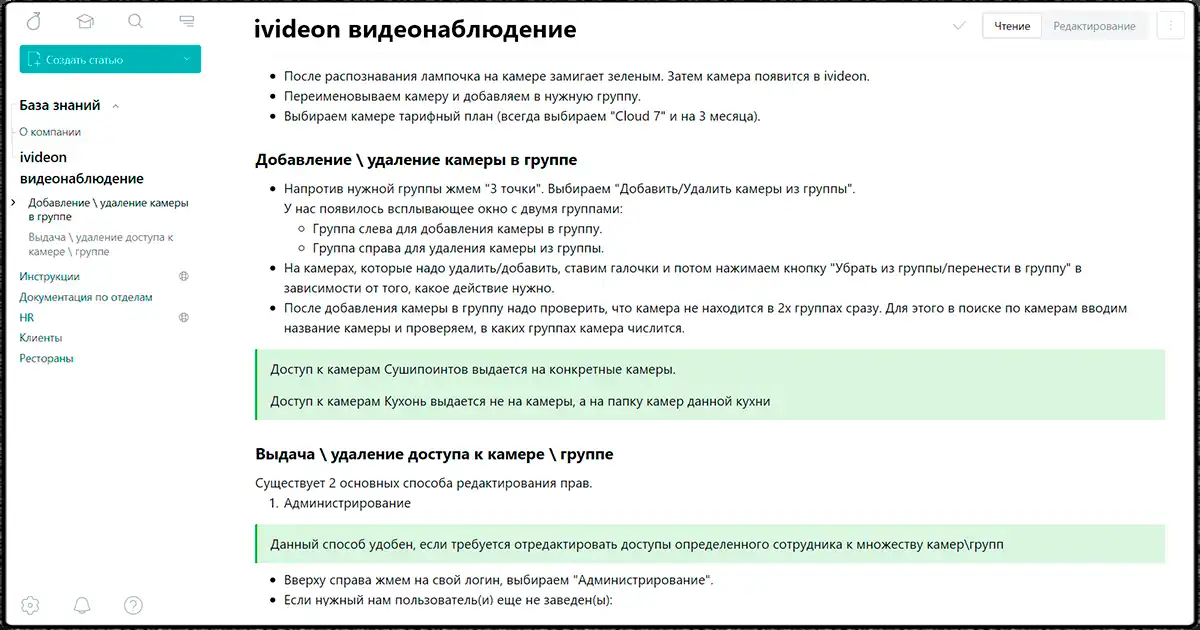 ivideon видеонаблюдение
Чтение
Редактирование
Создать статью
База знаний
О компании
ivideon
видеонаблюдение
Добавление \ удаление камеры
в группе
Выдача \ удаление доступа к
камере \ группе
Инструкции
Документация по отделам
HR
Клиенты
Рестораны
• После распознавания лампочка на камере замигает зеленым. Затем камера появится в ivideon.
• Переименовываем камеру и добавляем в нужную группу.
• Выбираем камере тарифный план (всегда выбираем "Cloud 7" и на 3 месяца).
Добавление \ удаление камеры в группе
• Напротив нужной группы жмем "3 точки". Выбираем "Добавить/Удалить камеры из группы".
У нас появилось всплывающее окно с двумя группами:
○ Группа слева для добавления камеры в группу.
○ Группа справа для удаления камеры из группы.
• На камерах, которые надо удалить/добавить, ставим галочки и потом нажимаем кнопку "Убрать из группы/перенести в группу" в
зависимости от того, какое действие нужно.
• После добавления камеры в группу надо проверить, что камера не находится в 2х группах сразу. Для этого в поиске по камерам вводим
название камеры и проверяем, в каких группах камера числится.
Доступ к камерам Сушипоинтов выдается на конкретные камеры.
Доступ к камерам Кухонь выдается не на камеры, а на папку камер данной кухни
Выдача \ удаление доступа к камере \ группе
Существует 2 основных способа редактирования прав.
1. Администрирование
Данный способ удобен, если требуется отредактировать доступы определенного сотрудника к множеству камер\групп
• Вверху справа жмем на свой логин, выбираем "Администрирование".
• Если нужный нам пользователь(и) еще не заведен(ы):